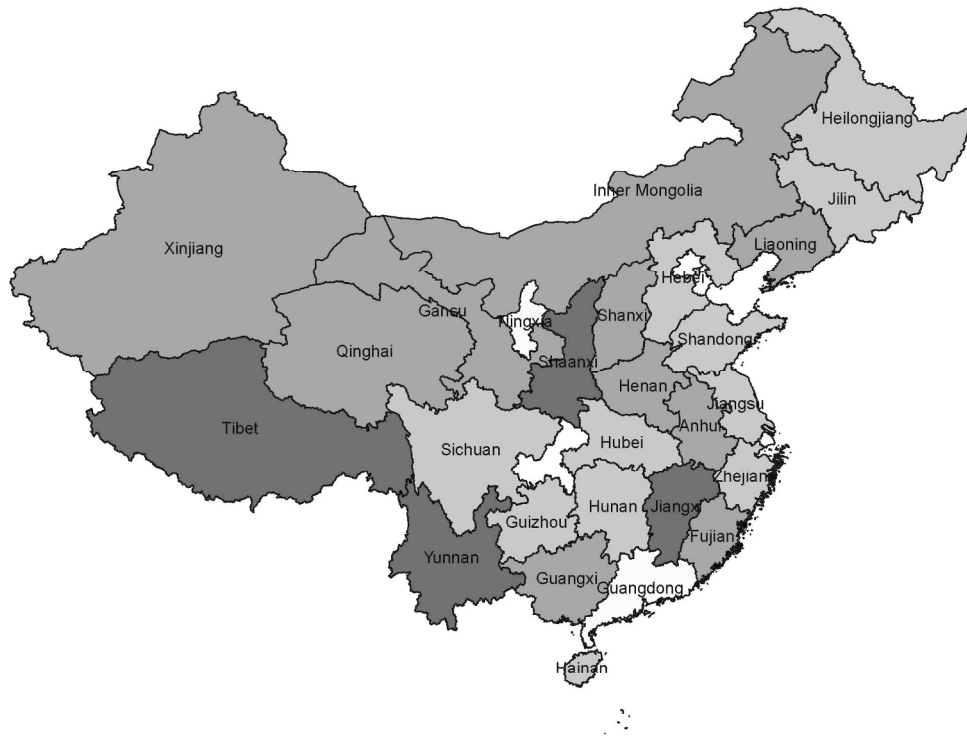 Heilongjiang
Inner Mongolia
Jilin
Xinjiang
Liaoning
Hebei
Gansu
Ningxia
Shanxi
Shandong
Qinghai
Shaanxi
Henan
Jiangsu
Tibet
Anhui
Sichuan
Hubei
Zhejiang
Hunan
Jiangxi
Guizhou
Fujian
Yunnan
Guangxi
Guangdong
Hainan